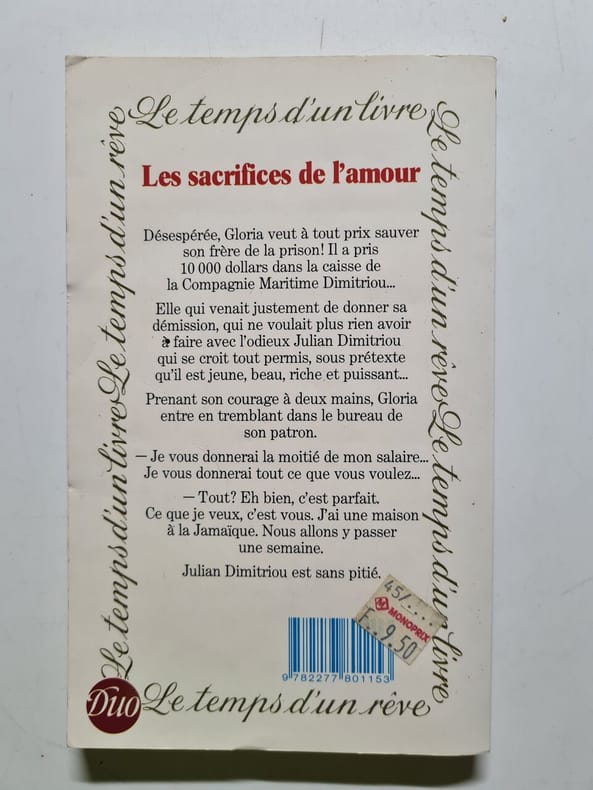 Le temps d'un livre
Le temps d'un livre Le temps d'un rêve
Le temps d'un rêve Le temps d'un livre
Les sacrifices de l'amour
Désespérée, Gloria veut à tout prix sauver
son frère de la prison! Il a pris
10 000 dollars dans la caisse de
la Compagnie Maritime Dimitriou...
Elle qui venait justement de donner sa
démission, qui ne voulait plus rien avoir
à faire avec l'odieux Julian Dimitriou
qui se croit tout permis, sous prétexte
qu'il est jeune, beau, riche et puissant...
Prenant son courage à deux mains, Gloria
entre en tremblant dans le bureau de
son patron.
— Je vous donnerai la moitié de mon salaire...
Je vous donnerai tout ce que vous voulez...
— Tout? Eh bien, c'est parfait.
Ce que je veux, c'est vous. J'ai une maison
à la Jamaïque. Nous allons y passer
une semaine.
Julian Dimitriou est sans pitié.
45/....
M MONOPRIX
F..9.50
9 782277 801153
Duo
Le temps d'un rêve